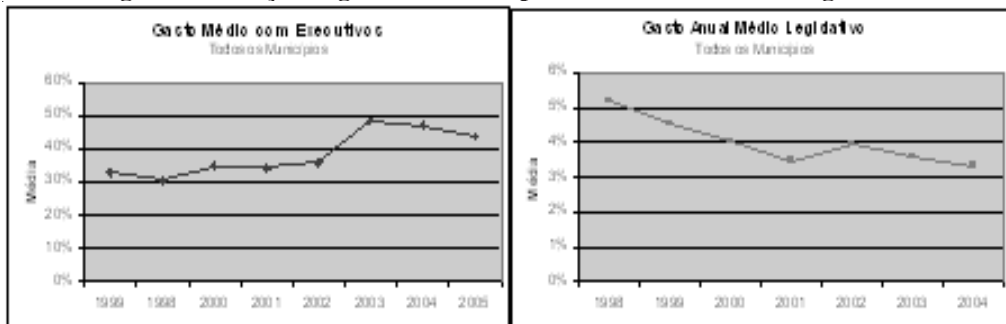 Gasto Médio com Executivos
Todos os Municípios
60%
50%
40%
30%
20%
10%
0%
Média
1999 1998 2000 2001 2002 2003 2004 2005
Gasto Anual Médio Legislativo
Todos os Municípios
6%
5%
4%
3%
2%
1%
0%
Média
1998 1999 2000 2001 2002 2003 2004